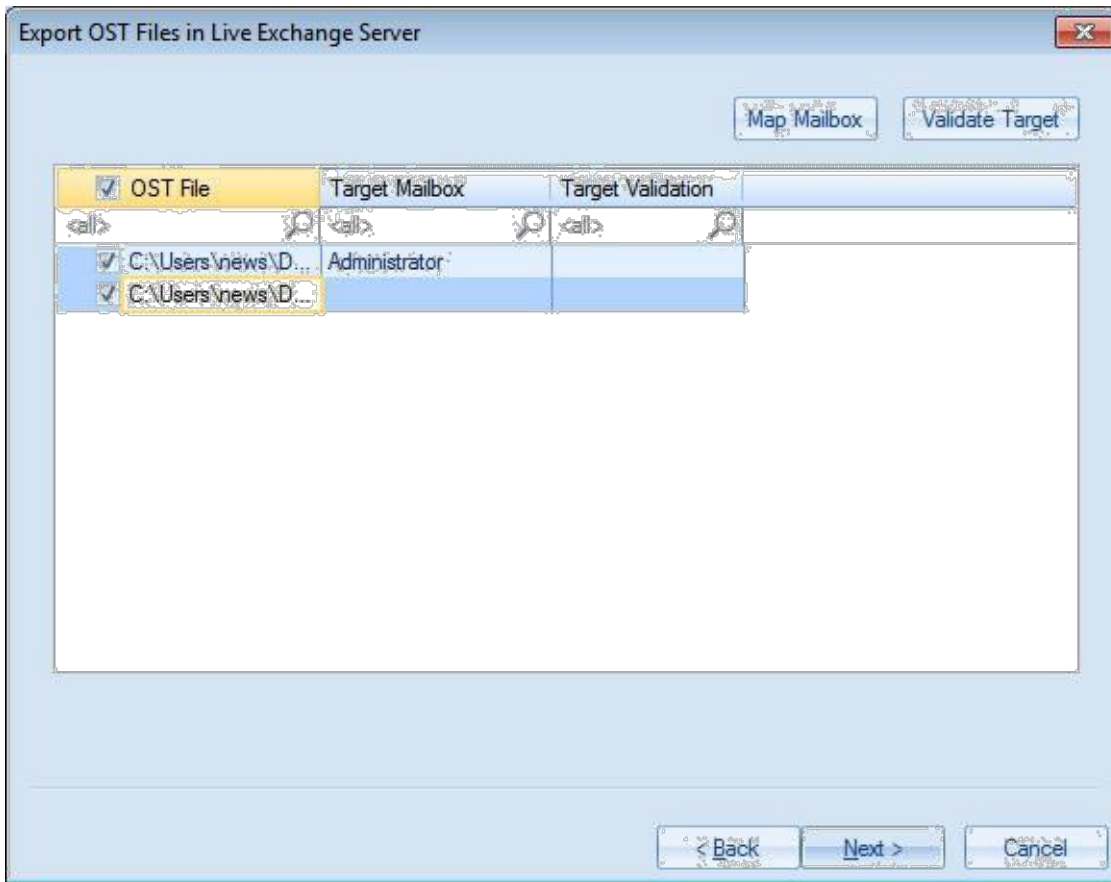 Export OST Files in Live Exchange Server
Map Mailbox Validate Target
OST File Target Mailbox Target Validation
<all> <all> <all>
C:\Users\news\D... Administrator
C:\Users\news\D...
< Back Next > Cancel